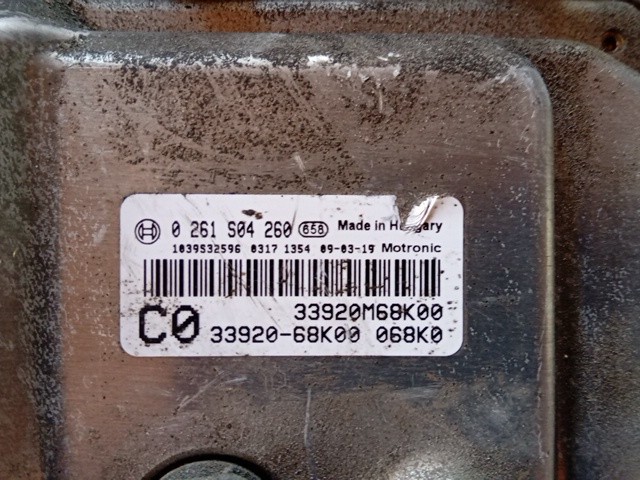 0 261 S04 260 658 Made in Hungary
1039S32596 0317 1354 09-03-19 Motronic
33920M68K00
C0 33920-68K00 068K0